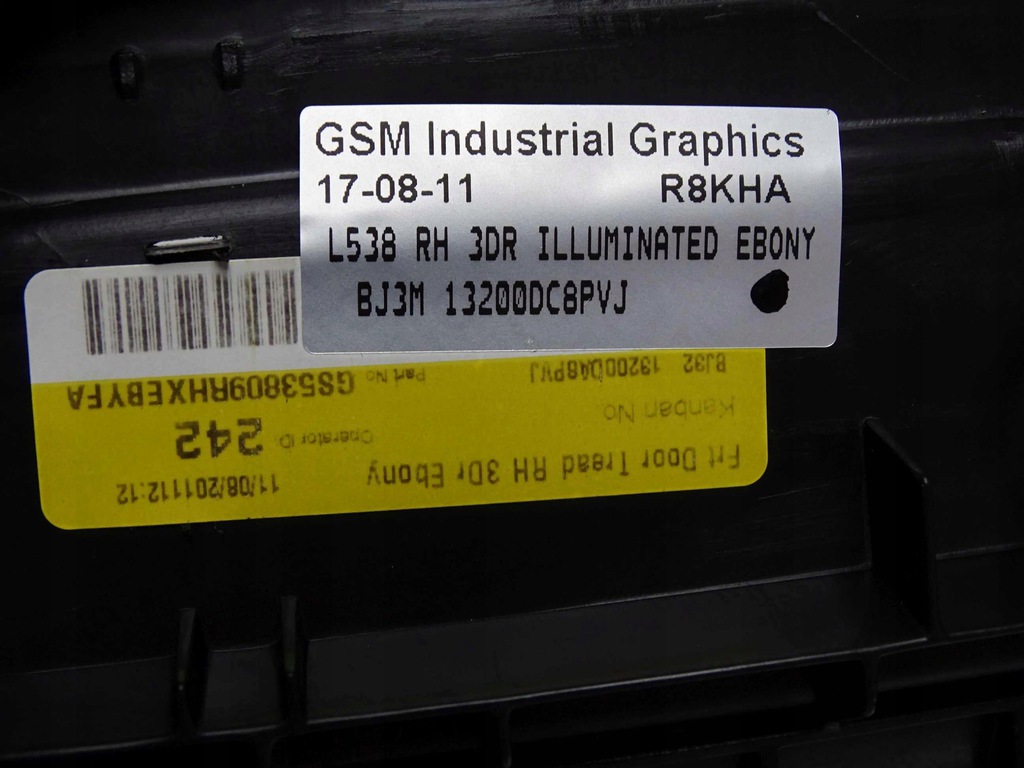 GSM Industrial Graphics
17-08-11 R8KHA
L538 RH 3DR ILLUMINATED EBONY
BJ3M 13200DC8PVJ
Frt Door Tread RH 3Dr Ebony 11/08/201112:12
Kanban No. Operator ID 242
BJ32 13200DA8PVJ Part No GS53809RHXEBYFA